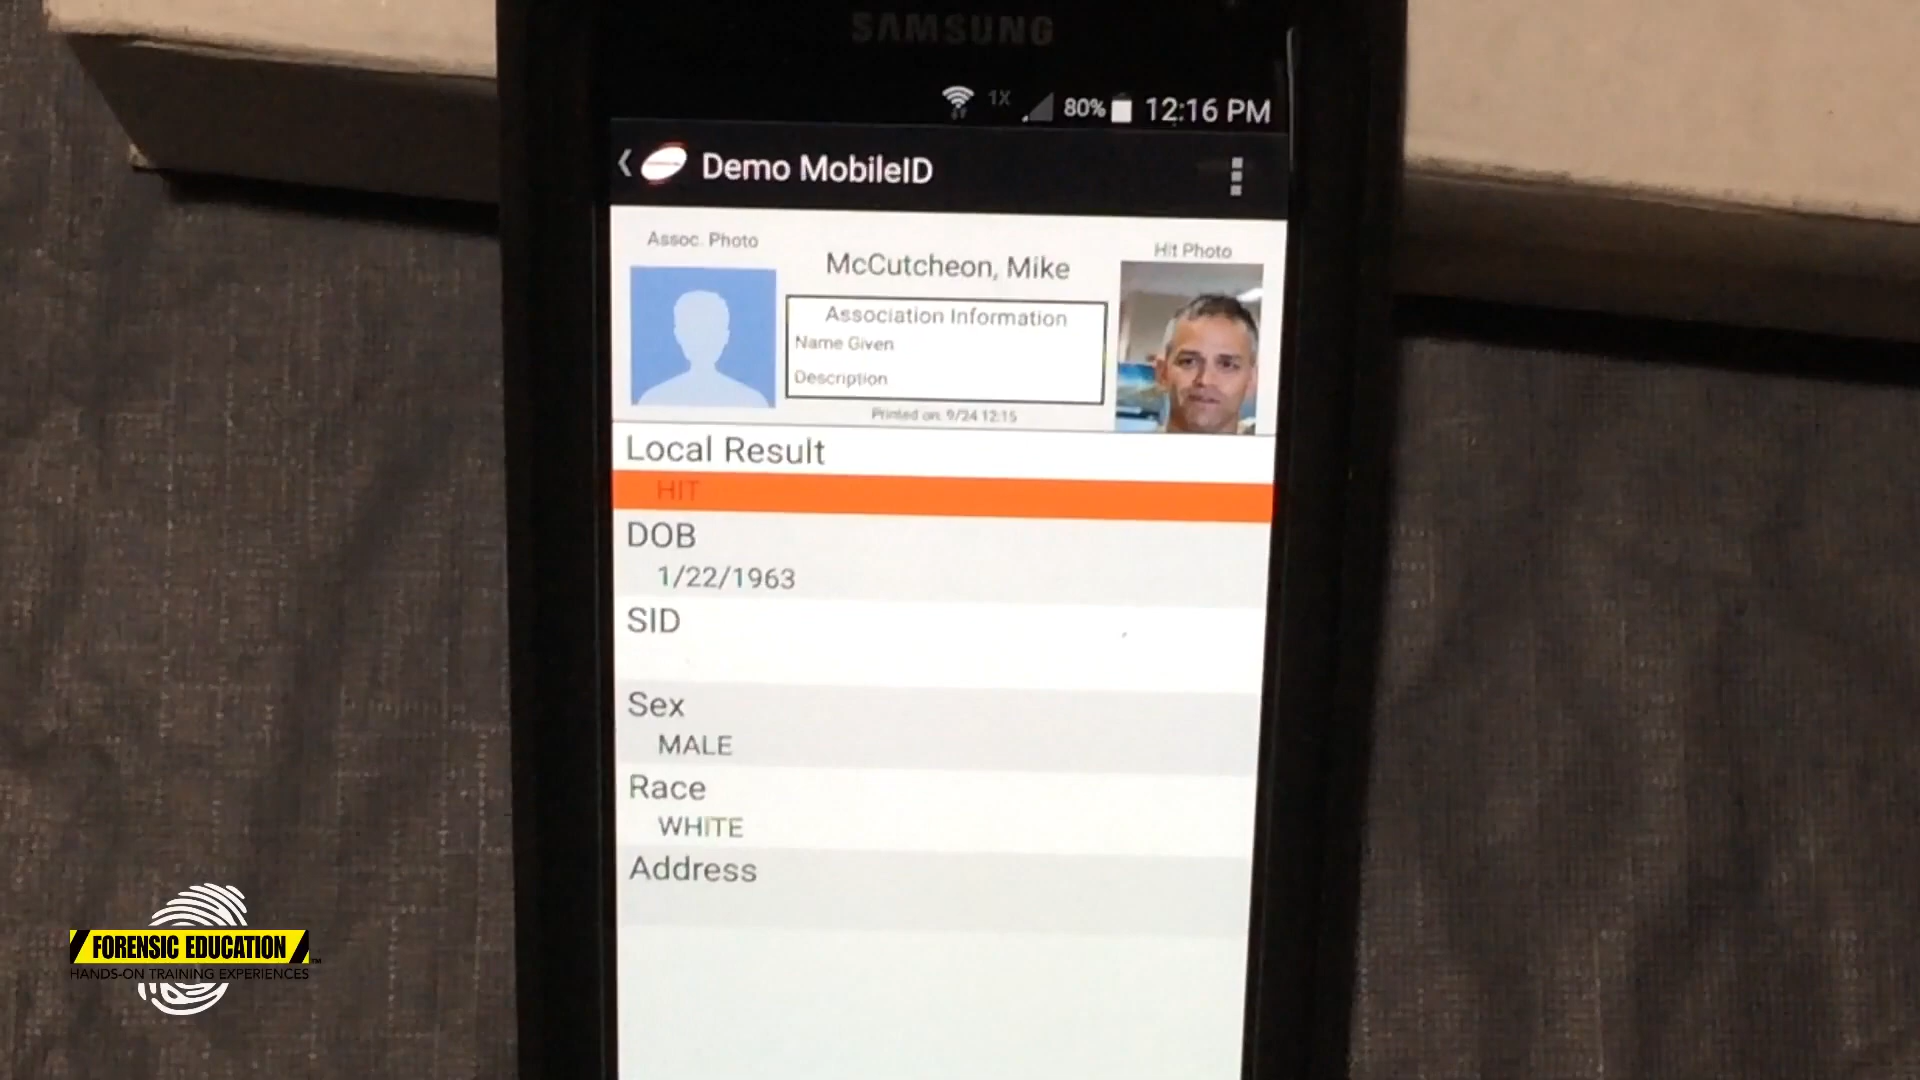 SAMSUNG
1X 80% 12:16 PM
Demo MobileID
Assoc. Photo
McCutcheon, Mike
Hit Photo
Association Information
Name Given
Description
Printed on: 9/24 12:15
Local Result
HIT
DOB
1/22/1963
SID
Sex
MALE
Race
WHITE
Address
FORENSIC EDUCATION™
HANDS-ON TRAINING EXPERIENCES